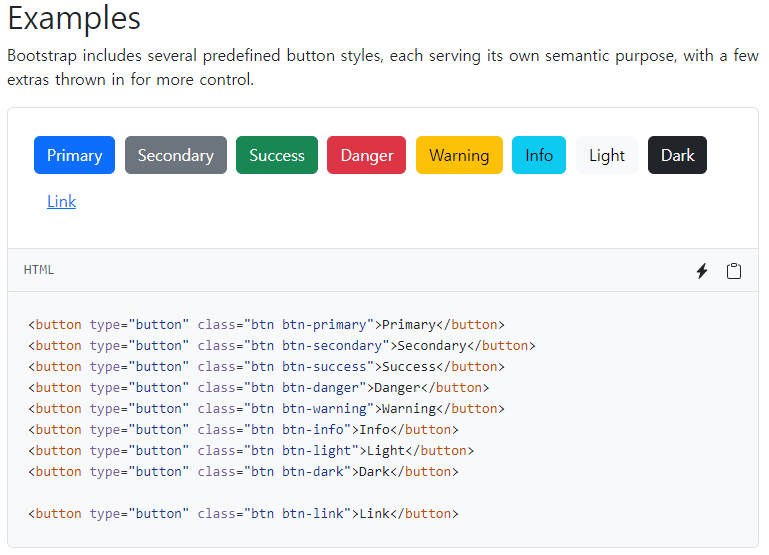 Examples
Bootstrap includes several predefined button styles, each serving its own semantic purpose, with a few
extras thrown in for more control.
Primary Secondary Success Danger Warning Info Light Dark
Link
HTML
<button type="button" class="btn btn-primary">Primary</button>
<button type="button" class="btn btn-secondary">Secondary</button>
<button type="button" class="btn btn-success">Success</button>
<button type="button" class="btn btn-danger">Danger</button>
<button type="button" class="btn btn-warning">Warning</button>
<button type="button" class="btn btn-info">Info</button>
<button type="button" class="btn btn-light">Light</button>
<button type="button" class="btn btn-dark">Dark</button>
<button type="button" class="btn btn-link">Link</button>